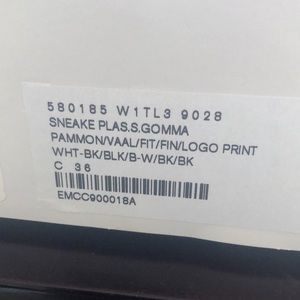 580185 W1TL3 9028
SNEAKE PLAS.S.GOMMA
PAMMON/VAAL/FIT/FIN/LOGO PRINT
WHT-BK/BLK/B-W/BK/BK
C 36
EMCC900018A